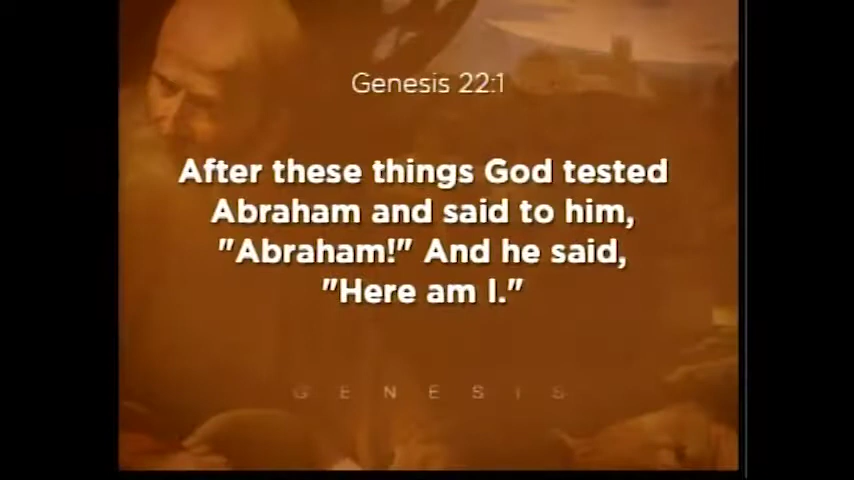 Genesis 22:1
After these things God tested
Abraham and said to him,
"Abraham!" And he said,
"Here am I."
GENESIS